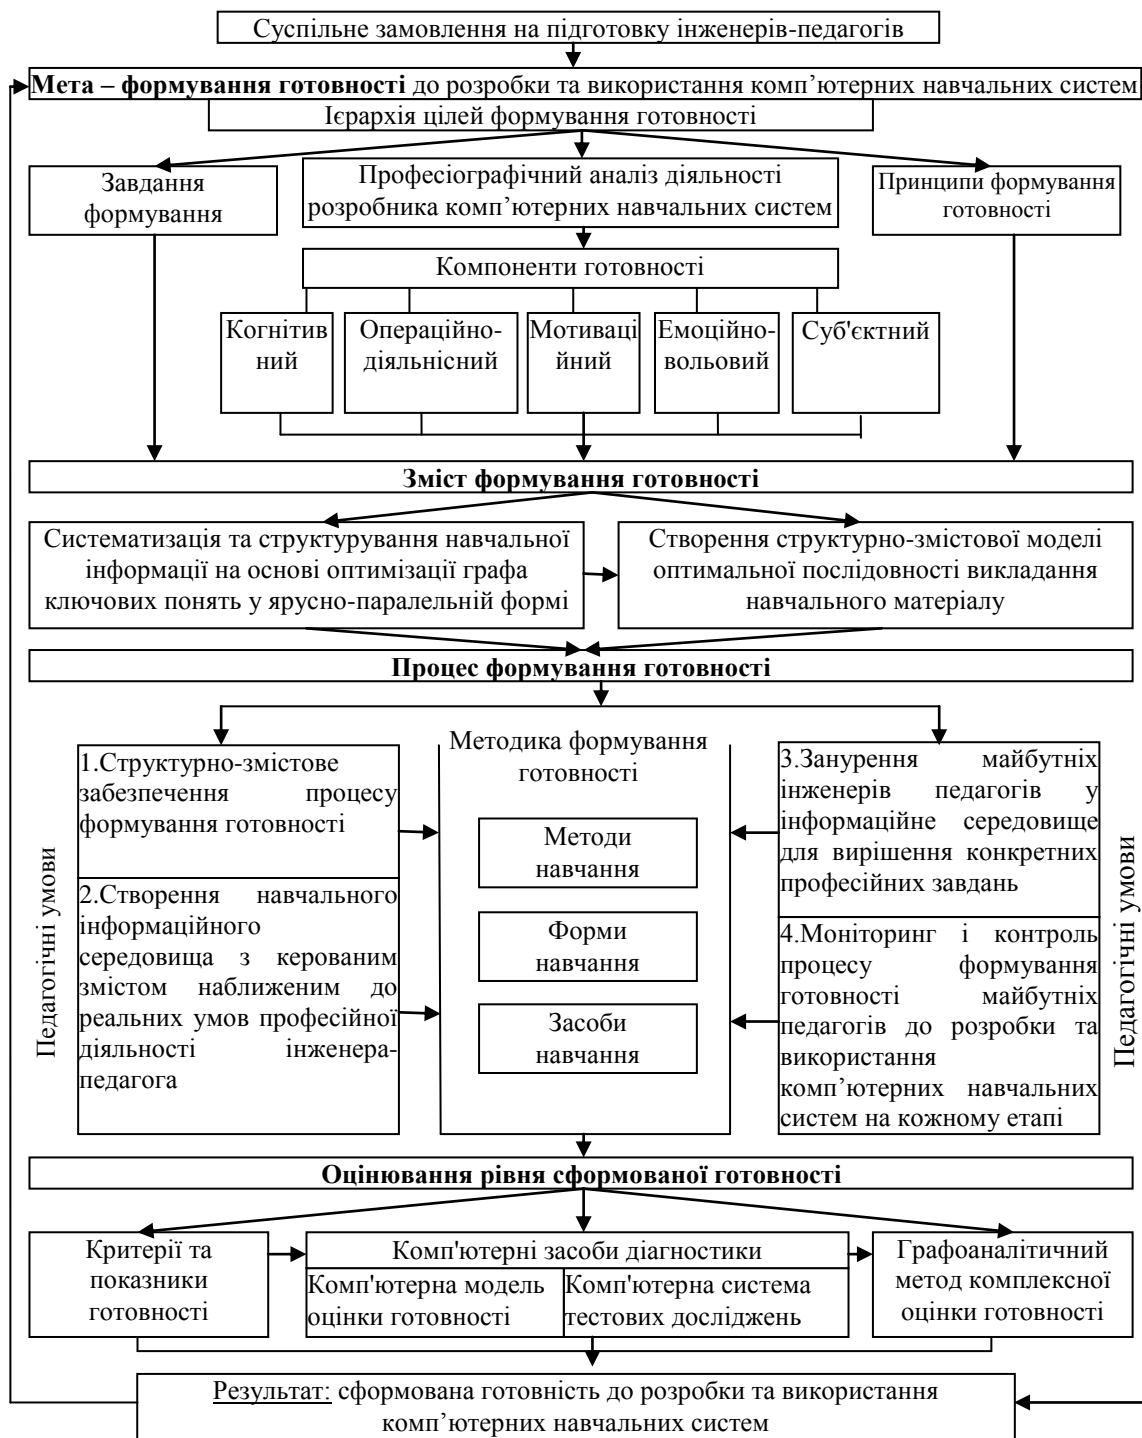 Суспільне замовлення на підготовку інженерів-педагогів
Мета – формування готовності до розробки та використання комп’ютерних навчальних систем
Ієрархія цілей формування готовності
Завдання
формування
Професіографічний аналіз діяльності
розробника комп’ютерних навчальних систем
Принципи формування
готовності
Компоненти готовності
Когнітив
ний
Операційно-
діяльнісний
Мотиваці
йний
Емоційно-
вольовий
Суб'єктний
Зміст формування готовності
Систематизація та структурування навчальної
інформації на основі оптимізації графа
ключових понять у ярусно-паралельній формі
Створення структурно-змістової моделі
оптимальної послідовності викладання
навчального матеріалу
Процес формування готовності
Педагогічні умови
1.Структурно-змістове
забезпечення процесу
формування готовності
2.Створення навчального
інформаційного
середовища з керованим
змістом наближеним до
реальних умов професійної
діяльності інженера-
педагога
Методика формування
готовності
Методи
навчання
Форми
навчання
Засоби
навчання
3.Занурення майбутніх
інженерів педагогів у
інформаційне середовище
для вирішення конкретних
професійних завдань
4.Моніторинг і контроль
процесу формування
готовності майбутніх
педагогів до розробки та
використання
комп’ютерних навчальних
систем на кожному етапі
Педагогічні умови
Оцінювання рівня сформованої готовності
Критерії та
показники
готовності
Комп'ютерні засоби діагностики
Комп'ютерна модель
оцінки готовності
Комп'ютерна система
тестових досліджень
Графоаналітичний
метод комплексної
оцінки готовності
Результат: сформована готовність до розробки та використання
комп’ютерних навчальних систем